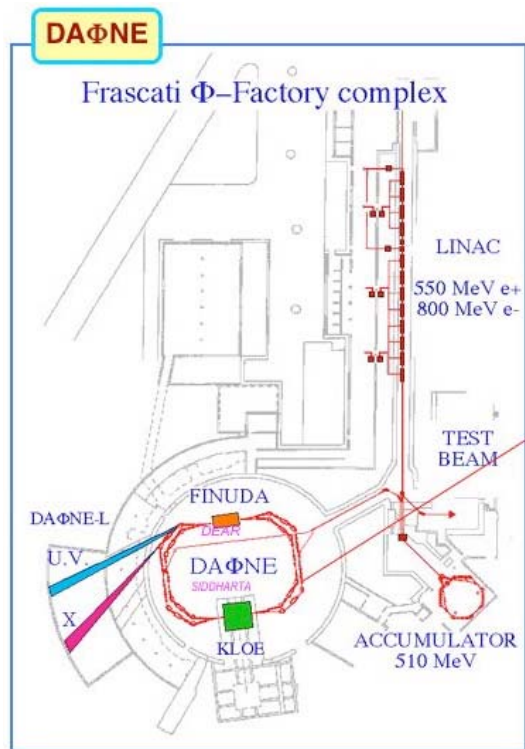 DAΦNE
Frascati Φ–Factory complex
LINAC
550 MeV e+
800 MeV e-
TEST
BEAM
FINUDA
DEAR
DAΦNE-L
U.V.
DAΦNE
SIDDHARTA
X
KLOE
ACCUMULATOR
510 MeV